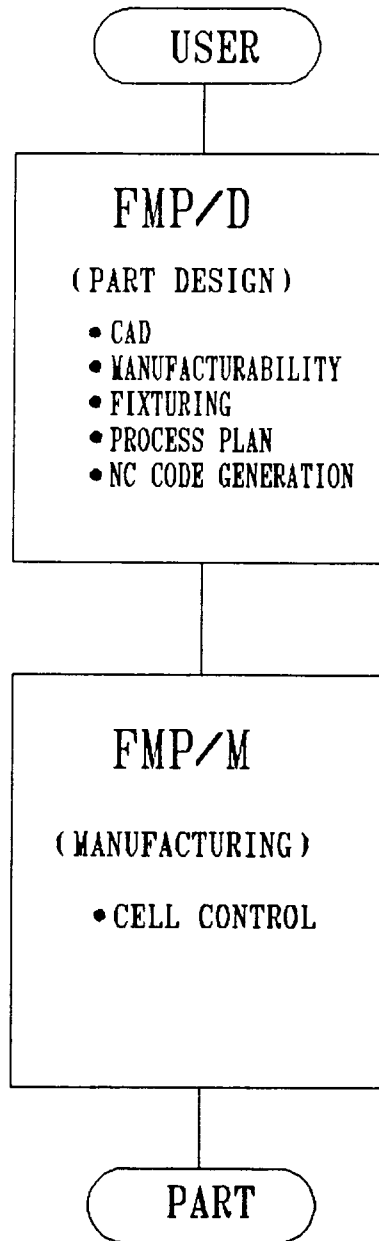 USER
FMP/D
(PART DESIGN)
• CAD
• MANUFACTURABILITY
• FIXTURING
• PROCESS PLAN
• NC CODE GENERATION
FMP/M
(MANUFACTURING)
• CELL CONTROL
PART